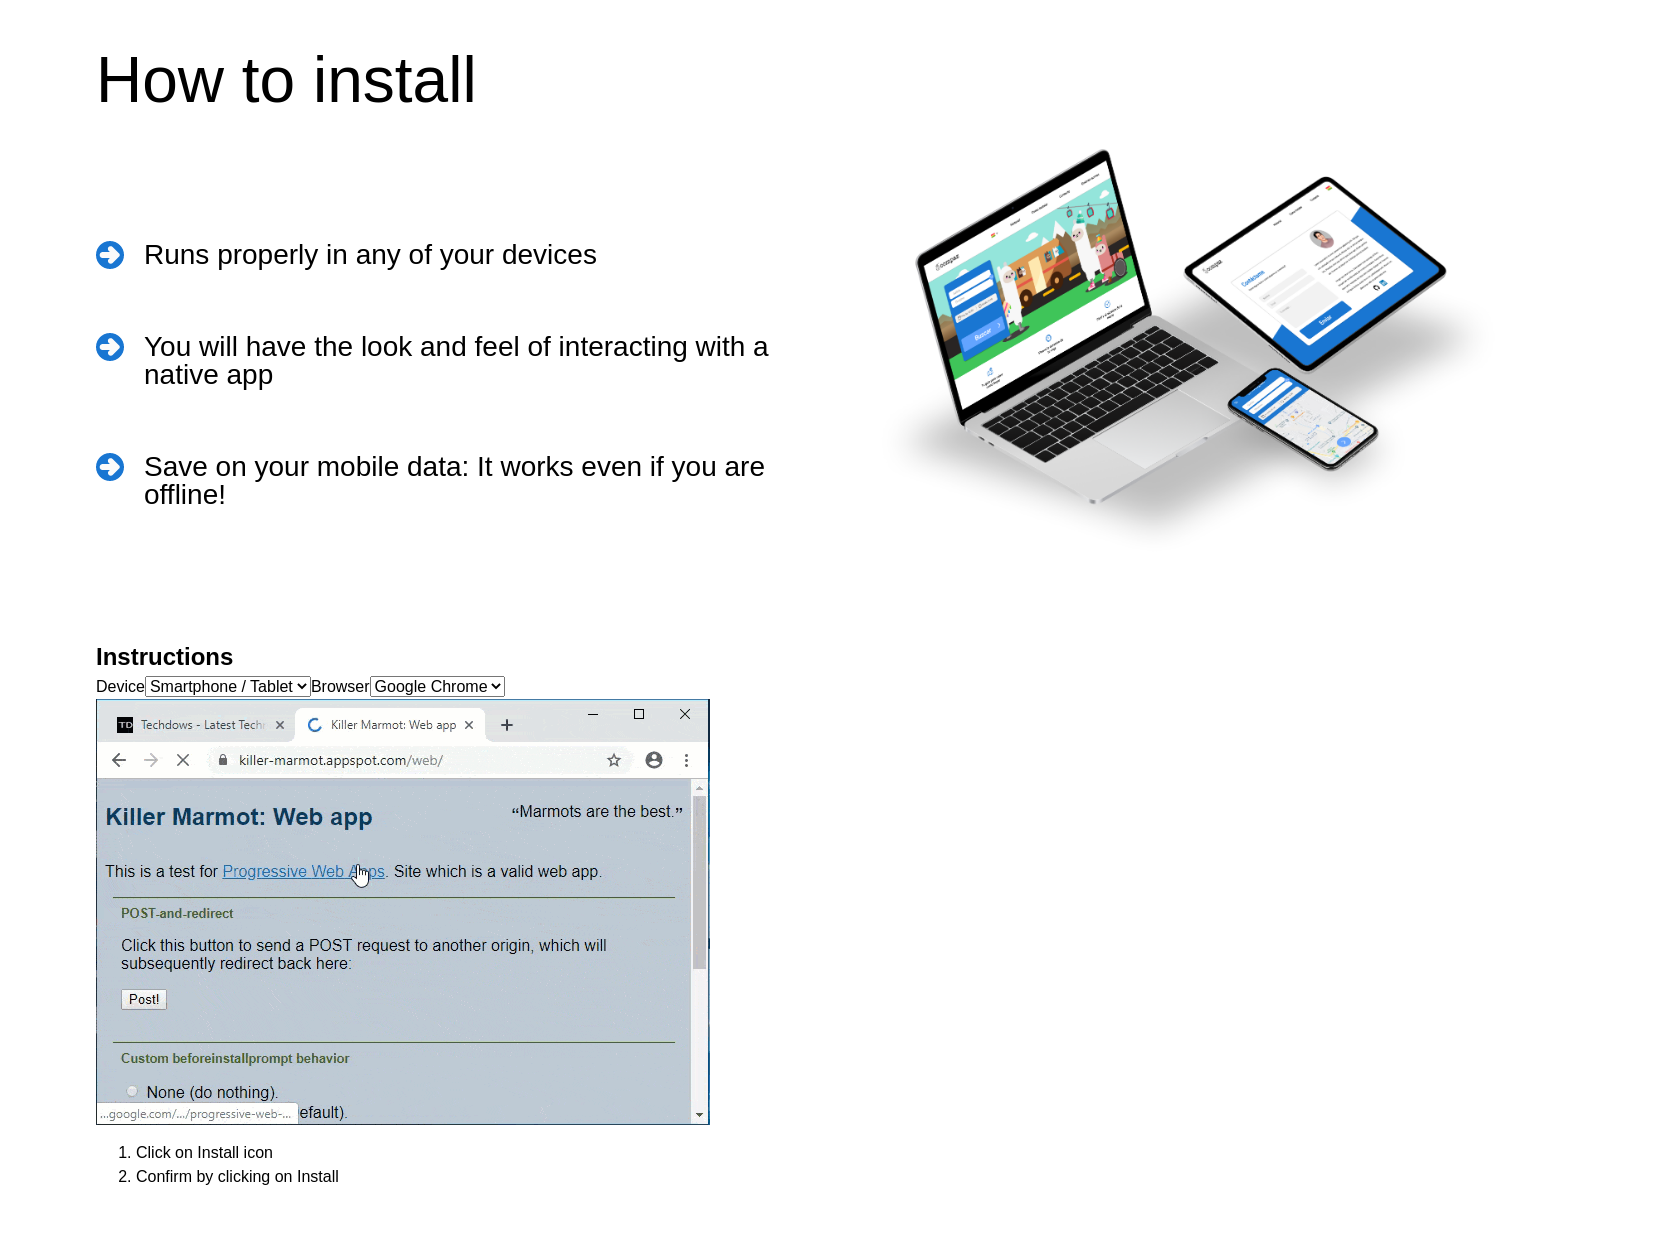 How to install
Runs properly in any of your devices
You will have the look and feel of interacting with a
native app
Save on your mobile data: It works even if you are
offline!
Contáctame
Buscar
Enviar
Instructions
Device Smartphone / Tablet Browser Google Chrome
TD Techdows - Latest Tech Killer Marmot: Web app
killer-marmot.appspot.com/web/
Killer Marmot: Web app “Marmots are the best.”
This is a test for Progressive Web Apps. Site which is a valid web app.
POST-and-redirect
Click this button to send a POST request to another origin, which will
subsequently redirect back here:
Post!
Custom beforeinstallprompt behavior
None (do nothing).
...google.com/.../progressive-web-... efault).
1. Click on Install icon
2. Confirm by clicking on Install